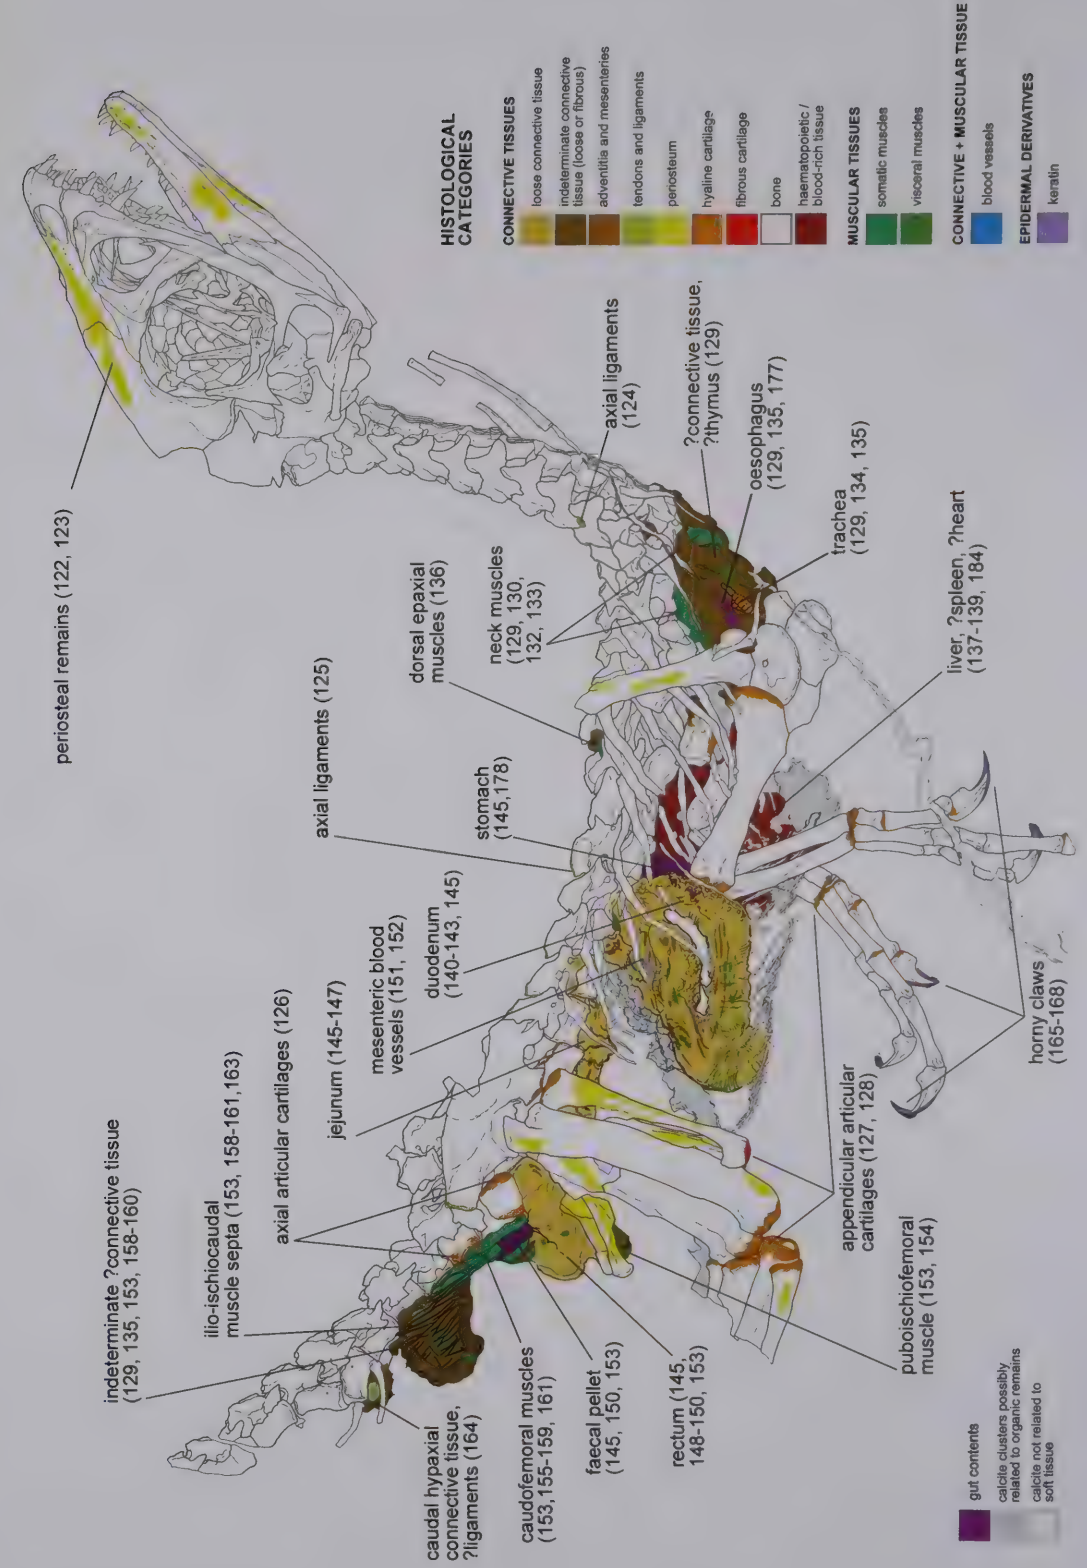 HISTOLOGICAL
CATEGORIES
CONNECTIVE TISSUES
loose connective tissue
indeterminate connective
tissue (loose or fibrous)
adventitia and mesenteries
tendons and ligaments
periosteum
hyaline cartilage
fibrous cartilage
bone
haematopoietic /
blood-rich tissue
MUSCULAR TISSUES
somatic muscles
visceral muscles
CONNECTIVE + MUSCULAR TISSUE
blood vessels
EPIDERMAL DERIVATIVES
keratin
periosteal remains (122, 123)
axial ligaments
(124)
?connective tissue,
?thymus (129)
oesophagus
(129, 135, 177)
trachea
(129, 134, 135)
liver, ?spleen, ?heart
(137-139, 184)
dorsal epaxial
muscles (136)
neck muscles
(129, 130,
132, 133)
axial ligaments (125)
stomach
(145,178)
duodenum
(140-143, 145)
mesenteric blood
vessels (151, 152)
jejunum (145-147)
axial articular cartilages (126)
ilio-ischiocaudal
muscle septa (153, 158-161,163)
indeterminate ?connective tissue
(129, 135, 153, 158-160)
caudal hypaxial
connective tissue,
?ligaments (164)
caudofemoral muscles
(153,155-159, 161)
faecal pellet
(145, 150, 153)
rectum (145,
148-150, 153)
puboischiofemoral
muscle (153, 154)
appendicular articular
cartilages (127, 128)
horny claws
(165-168)
gut contents
calcite clusters possibly
related to organic remains
calcite not related to
soft tissue